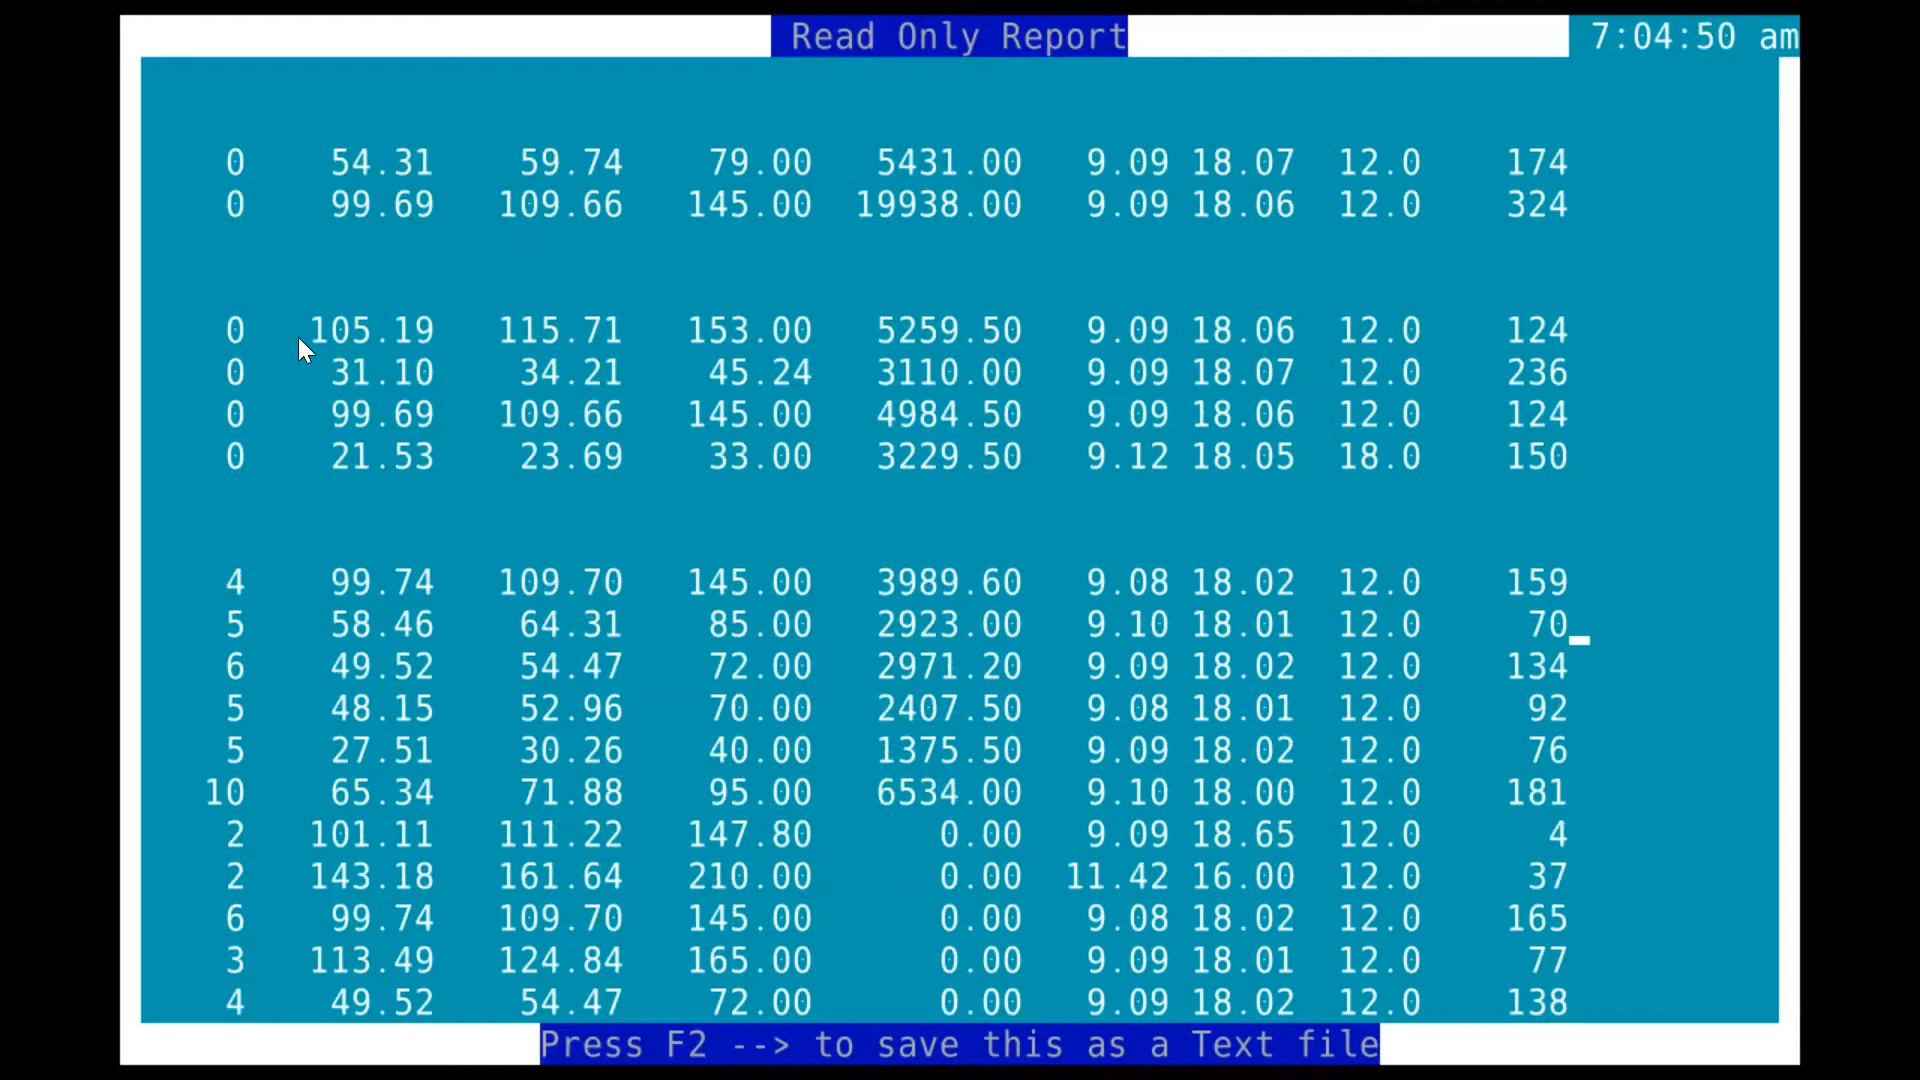 Read Only Report 7:04:50 am
0 54.31 59.74 79.00 5431.00 9.09 18.07 12.0 174
0 99.69 109.66 145.00 19938.00 9.09 18.06 12.0 324
0 105.19 115.71 153.00 5259.50 9.09 18.06 12.0 124
0 31.10 34.21 45.24 3110.00 9.09 18.07 12.0 236
0 99.69 109.66 145.00 4984.50 9.09 18.06 12.0 124
0 21.53 23.69 33.00 3229.50 9.12 18.05 18.0 150
4 99.74 109.70 145.00 3989.60 9.08 18.02 12.0 159
5 58.46 64.31 85.00 2923.00 9.10 18.01 12.0 70
6 49.52 54.47 72.00 2971.20 9.09 18.02 12.0 134
5 48.15 52.96 70.00 2407.50 9.08 18.01 12.0 92
5 27.51 30.26 40.00 1375.50 9.09 18.02 12.0 76
10 65.34 71.88 95.00 6534.00 9.10 18.00 12.0 181
2 101.11 111.22 147.80 0.00 9.09 18.65 12.0 4
2 143.18 161.64 210.00 0.00 11.42 16.00 12.0 37
6 99.74 109.70 145.00 0.00 9.08 18.02 12.0 165
3 113.49 124.84 165.00 0.00 9.09 18.01 12.0 77
4 49.52 54.47 72.00 0.00 9.09 18.02 12.0 138
Press F2 --> to save this as a Text file